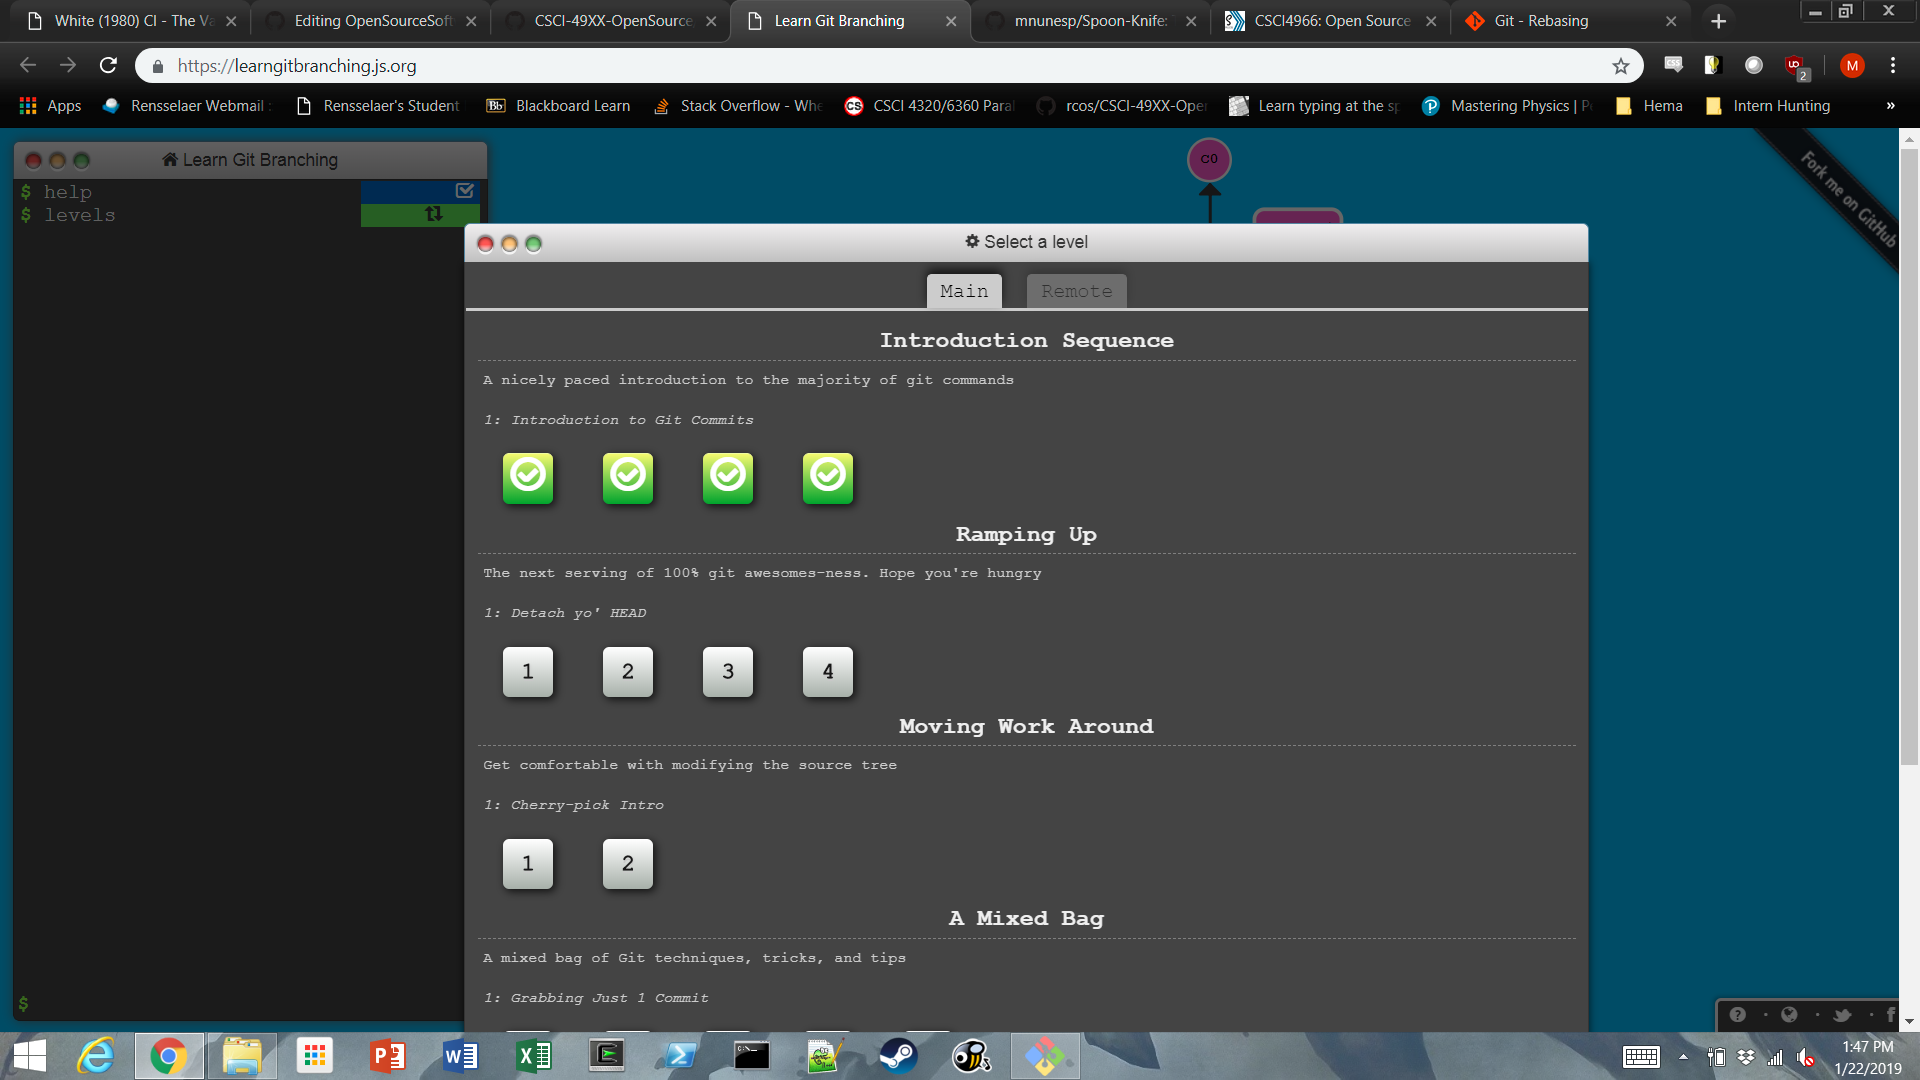 White (1980) CI - The Va
Editing OpenSourceSoft
CSCI-49XX-OpenSource
Learn Git Branching
mnunesp/Spoon-Knife:
CSCI4966: Open Source
Git - Rebasing
https://learngitbranching.js.org
M
2
Apps
Rensselaer Webmail :
Rensselaer's Student
Bb
Blackboard Learn
Stack Overflow - Whe
CS
CSCI 4320/6360 Paral
rcos/CSCI-49XX-Oper
Learn typing at the sp
Mastering Physics | P
Hema
Intern Hunting
»
Learn Git Branching
$ help
$ levels
C0
Fork me on GitHub
Select a level
Main
Remote
Introduction Sequence
A nicely paced introduction to the majority of git commands
1: Introduction to Git Commits
Ramping Up
The next serving of 100% git awesomes-ness. Hope you're hungry
1: Detach yo' HEAD
1 2 3 4
Moving Work Around
Get comfortable with modifying the source tree
1: Cherry-pick Intro
1 2
A Mixed Bag
A mixed bag of Git techniques, tricks, and tips
1: Grabbing Just 1 Commit
$
1:47 PM
1/22/2019